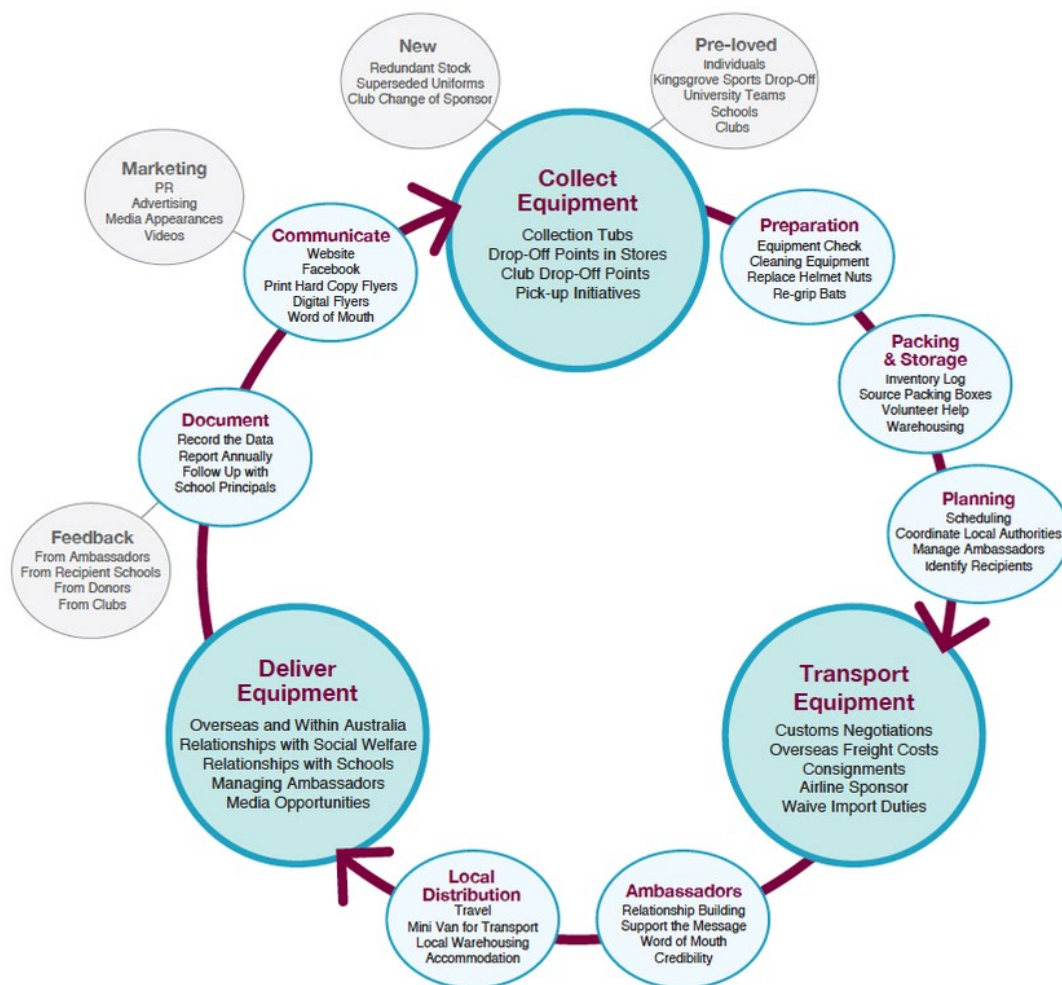 New
Redundant Stock
Superseded Uniforms
Club Change of Sponsor
Pre-loved
Individuals
Kingsgrove Sports Drop-Off
University Teams
Schools
Clubs
Collect
Equipment
Collection Tubs
Drop-Off Points in Stores
Club Drop-Off Points
Pick-up Initiatives
Preparation
Equipment Check
Cleaning Equipment
Replace Helmet Nuts
Re-grip Bats
Packing
& Storage
Inventory Log
Source Packing Boxes
Volunteer Help
Warehousing
Planning
Scheduling
Coordinate Local Authorities
Manage Ambassadors
Identify Recipients
Transport
Equipment
Customs Negotiations
Overseas Freight Costs
Consignments
Airline Sponsor
Waive Import Duties
Ambassadors
Relationship Building
Support the Message
Word of Mouth
Credibility
Local
Distribution
Travel
Mini Van for Transport
Local Warehousing
Accommodation
Deliver
Equipment
Overseas and Within Australia
Relationships with Social Welfare
Relationships with Schools
Managing Ambassadors
Media Opportunities
Feedback
From Ambassadors
From Recipient Schools
From Donors
From Clubs
Document
Record the Data
Report Annually
Follow Up with
School Principals
Communicate
Website
Facebook
Print Hard Copy Flyers
Digital Flyers
Word of Mouth
Marketing
PR
Advertising
Media Appearances
Videos